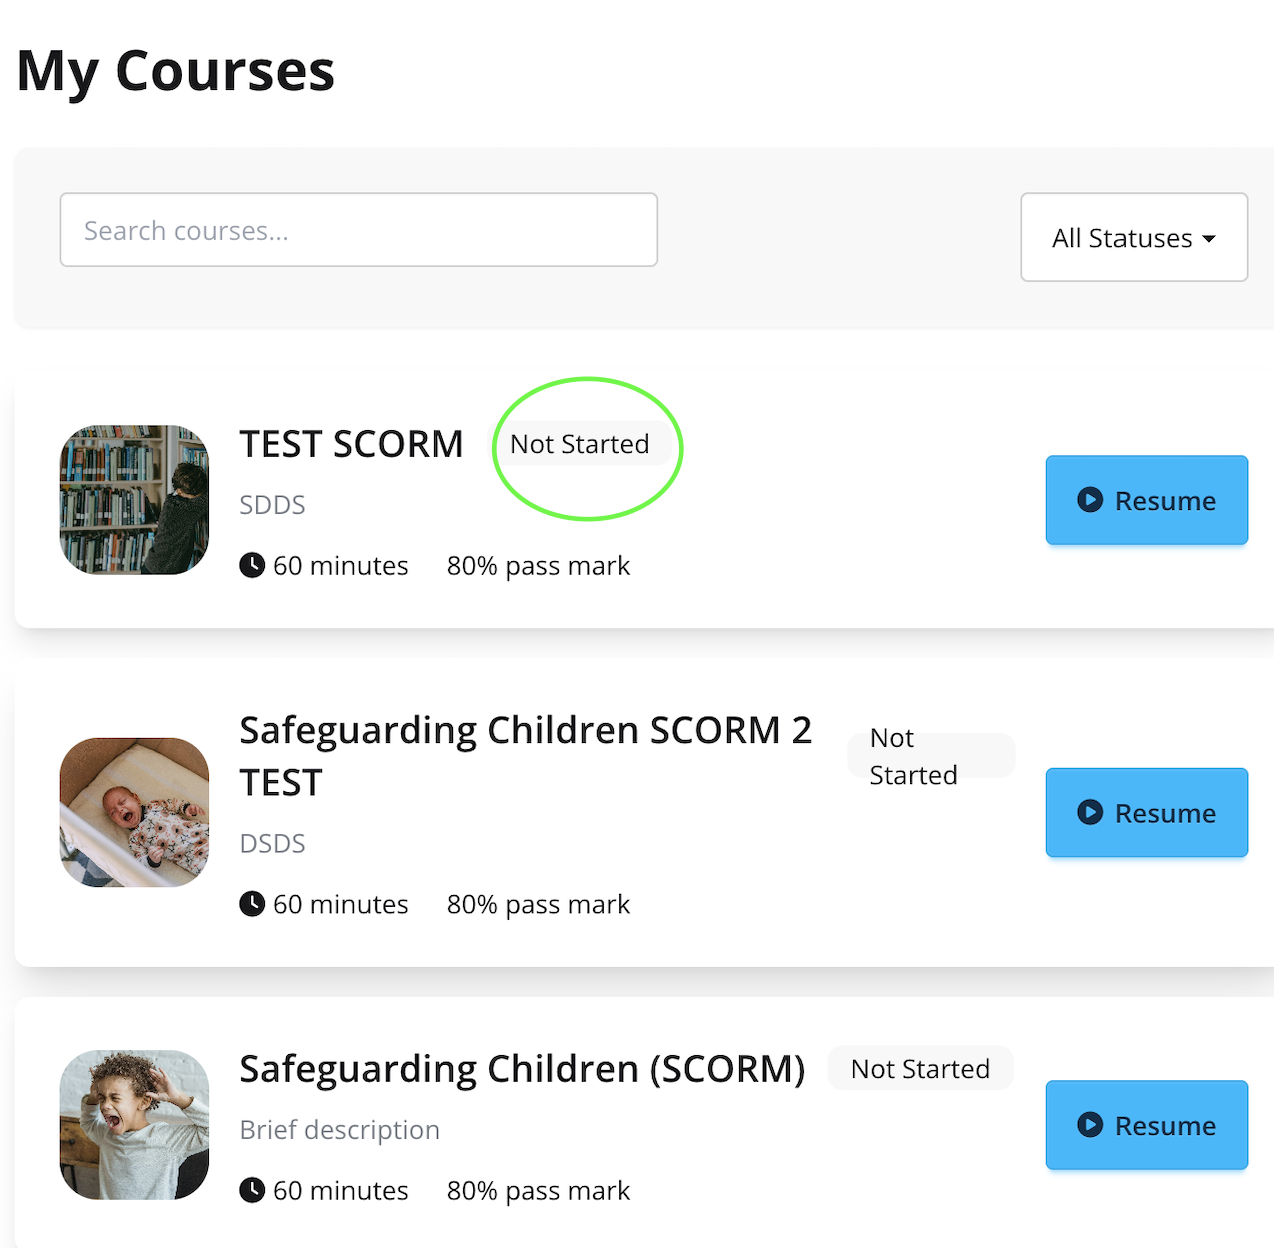 My Courses
Search courses...
All Statuses
TEST SCORM
Not Started
SDDS
60 minutes
80% pass mark
Resume
Safeguarding Children SCORM 2
TEST
Not
Started
DSDS
60 minutes
80% pass mark
Resume
Safeguarding Children (SCORM)
Not Started
Brief description
60 minutes
80% pass mark
Resume